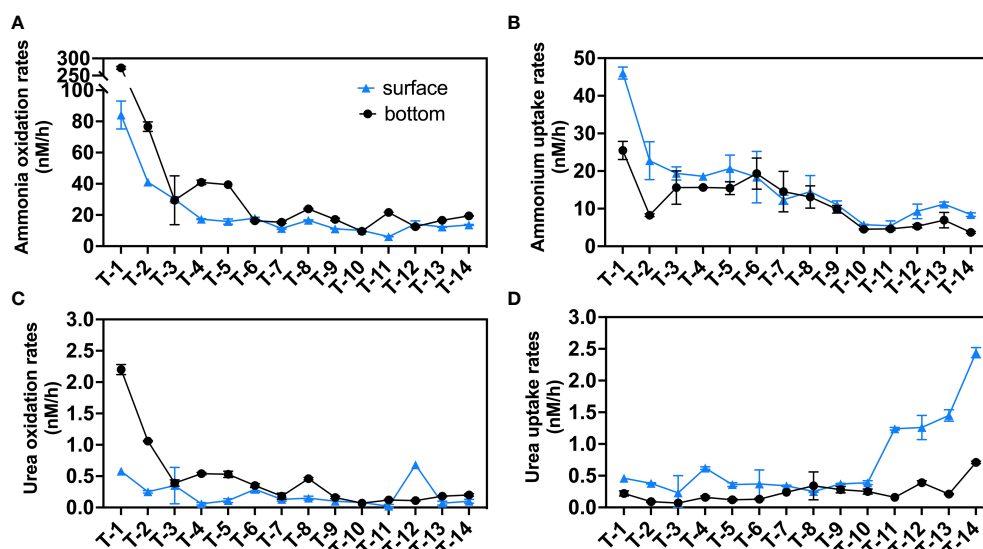 A
Ammonia oxidation rates
(nM/h)
300
250
100
80
60
40
20
0
surface
bottom
T-1 T-2 T-3 T-4 T-5 T-6 T-7 T-8 T-9 T-10 T-11 T-12 T-13 T-14
B
Ammonium uptake rates
(nM/h)
50
40
30
20
10
0
T-1 T-2 T-3 T-4 T-5 T-6 T-7 T-8 T-9 T-10 T-11 T-12 T-13 T-14
C
Urea oxidation rates
(nM/h)
3.0
2.5
2.0
1.5
1.0
0.5
0.0
T-1 T-2 T-3 T-4 T-5 T-6 T-7 T-8 T-9 T-10 T-11 T-12 T-13 T-14
D
Urea uptake rates
(nM/h)
3.0
2.5
2.0
1.5
1.0
0.5
0.0
T-1 T-2 T-3 T-4 T-5 T-6 T-7 T-8 T-9 T-10 T-11 T-12 T-13 T-14